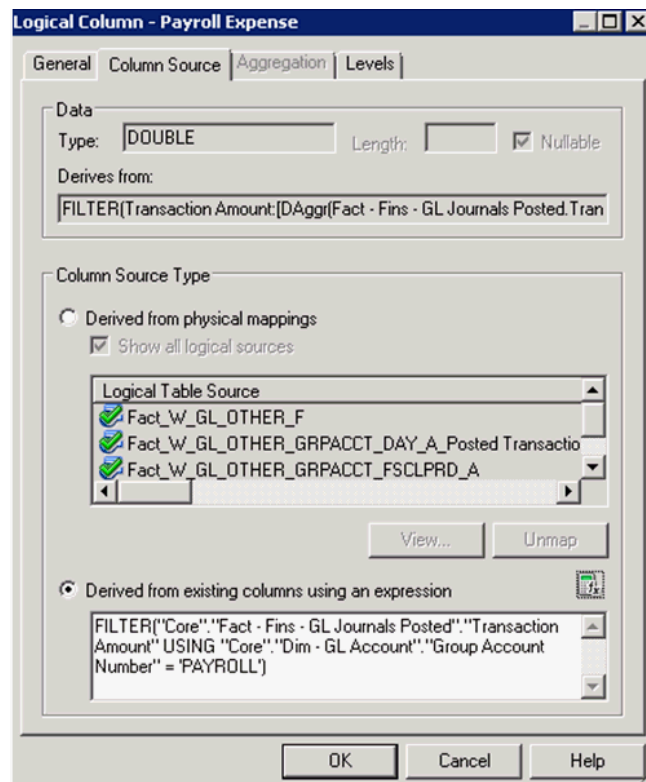 Logical Column - Payroll Expense
General Column Source Aggregation Levels
Data
Type: DOUBLE Length: Nullable
Derives from:
FILTER(Transaction Amount:[DAggr(Fact - Fins - GL Journals Posted.Tran
Column Source Type
Derived from physical mappings
Show all logical sources
Logical Table Source
Fact_W_GL_OTHER_F
Fact_W_GL_OTHER_GRPACCT_DAY_A_Posted Transactio
Fact_W_GL_OTHER_GRPACCT_FSCLPRD_A
View... Unmap
Derived from existing columns using an expression
FILTER("Core"."Fact - Fins - GL Journals Posted"."Transaction
Amount" USING "Core"."Dim - GL Account"."Group Account
Number" = 'PAYROLL')
OK Cancel Help